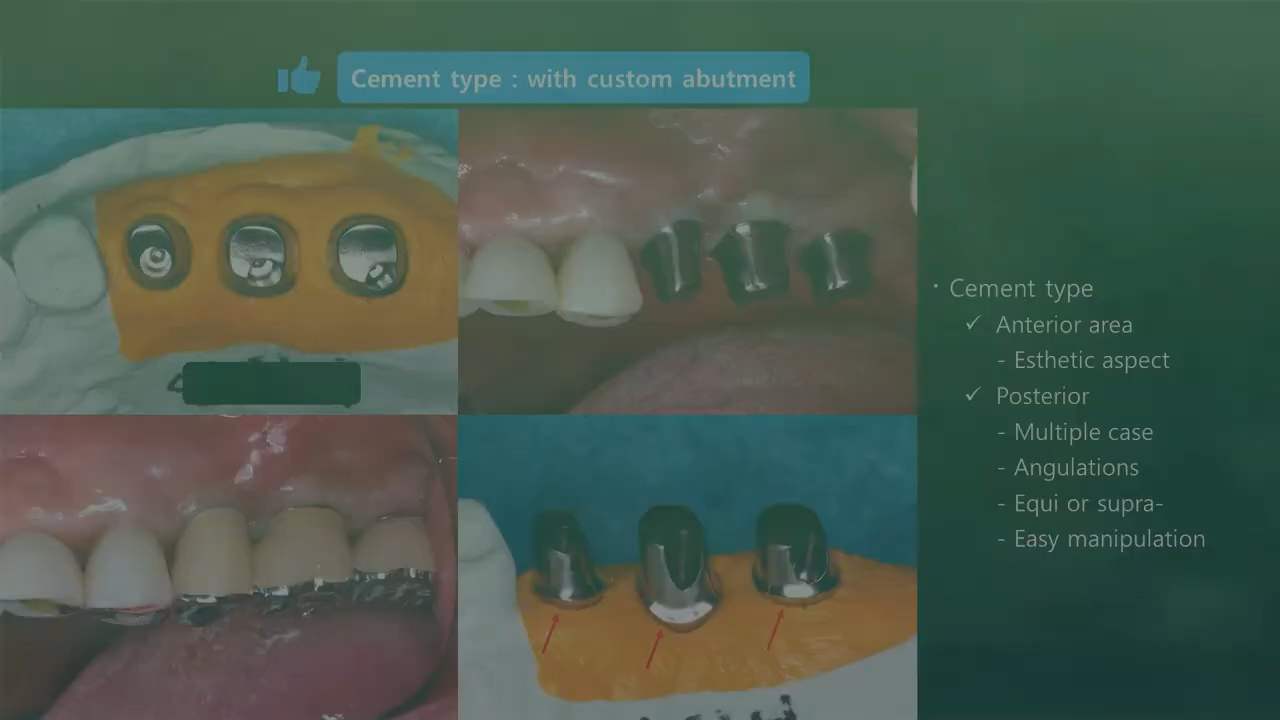 Cement type : with custom abutment
· Cement type
✓ Anterior area
- Esthetic aspect
✓ Posterior
- Multiple case
- Angulations
- Equi or supra-
- Easy manipulation